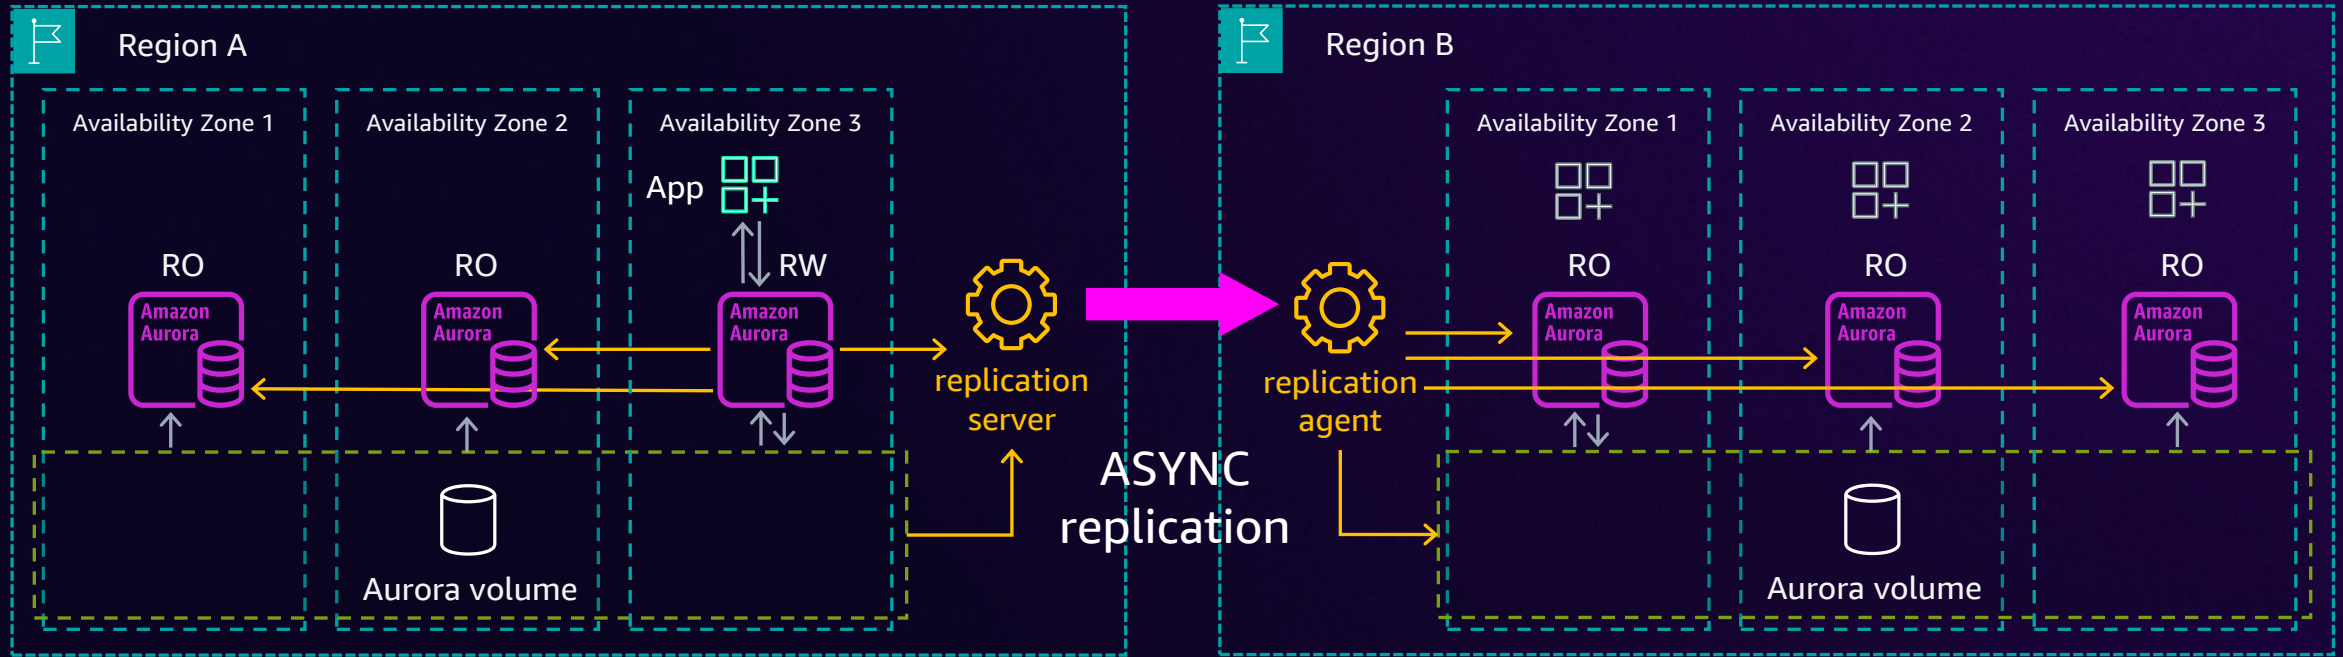 Region A
Availability Zone 1
Availability Zone 2
Availability Zone 3
App
RO
RO
RW
Amazon
Aurora
Amazon
Aurora
Amazon
Aurora
replication
server
Aurora volume
ASYNC
replication
Region B
Availability Zone 1
Availability Zone 2
Availability Zone 3
RO
RO
RO
Amazon
Aurora
Amazon
Aurora
Amazon
Aurora
replication
agent
Aurora volume